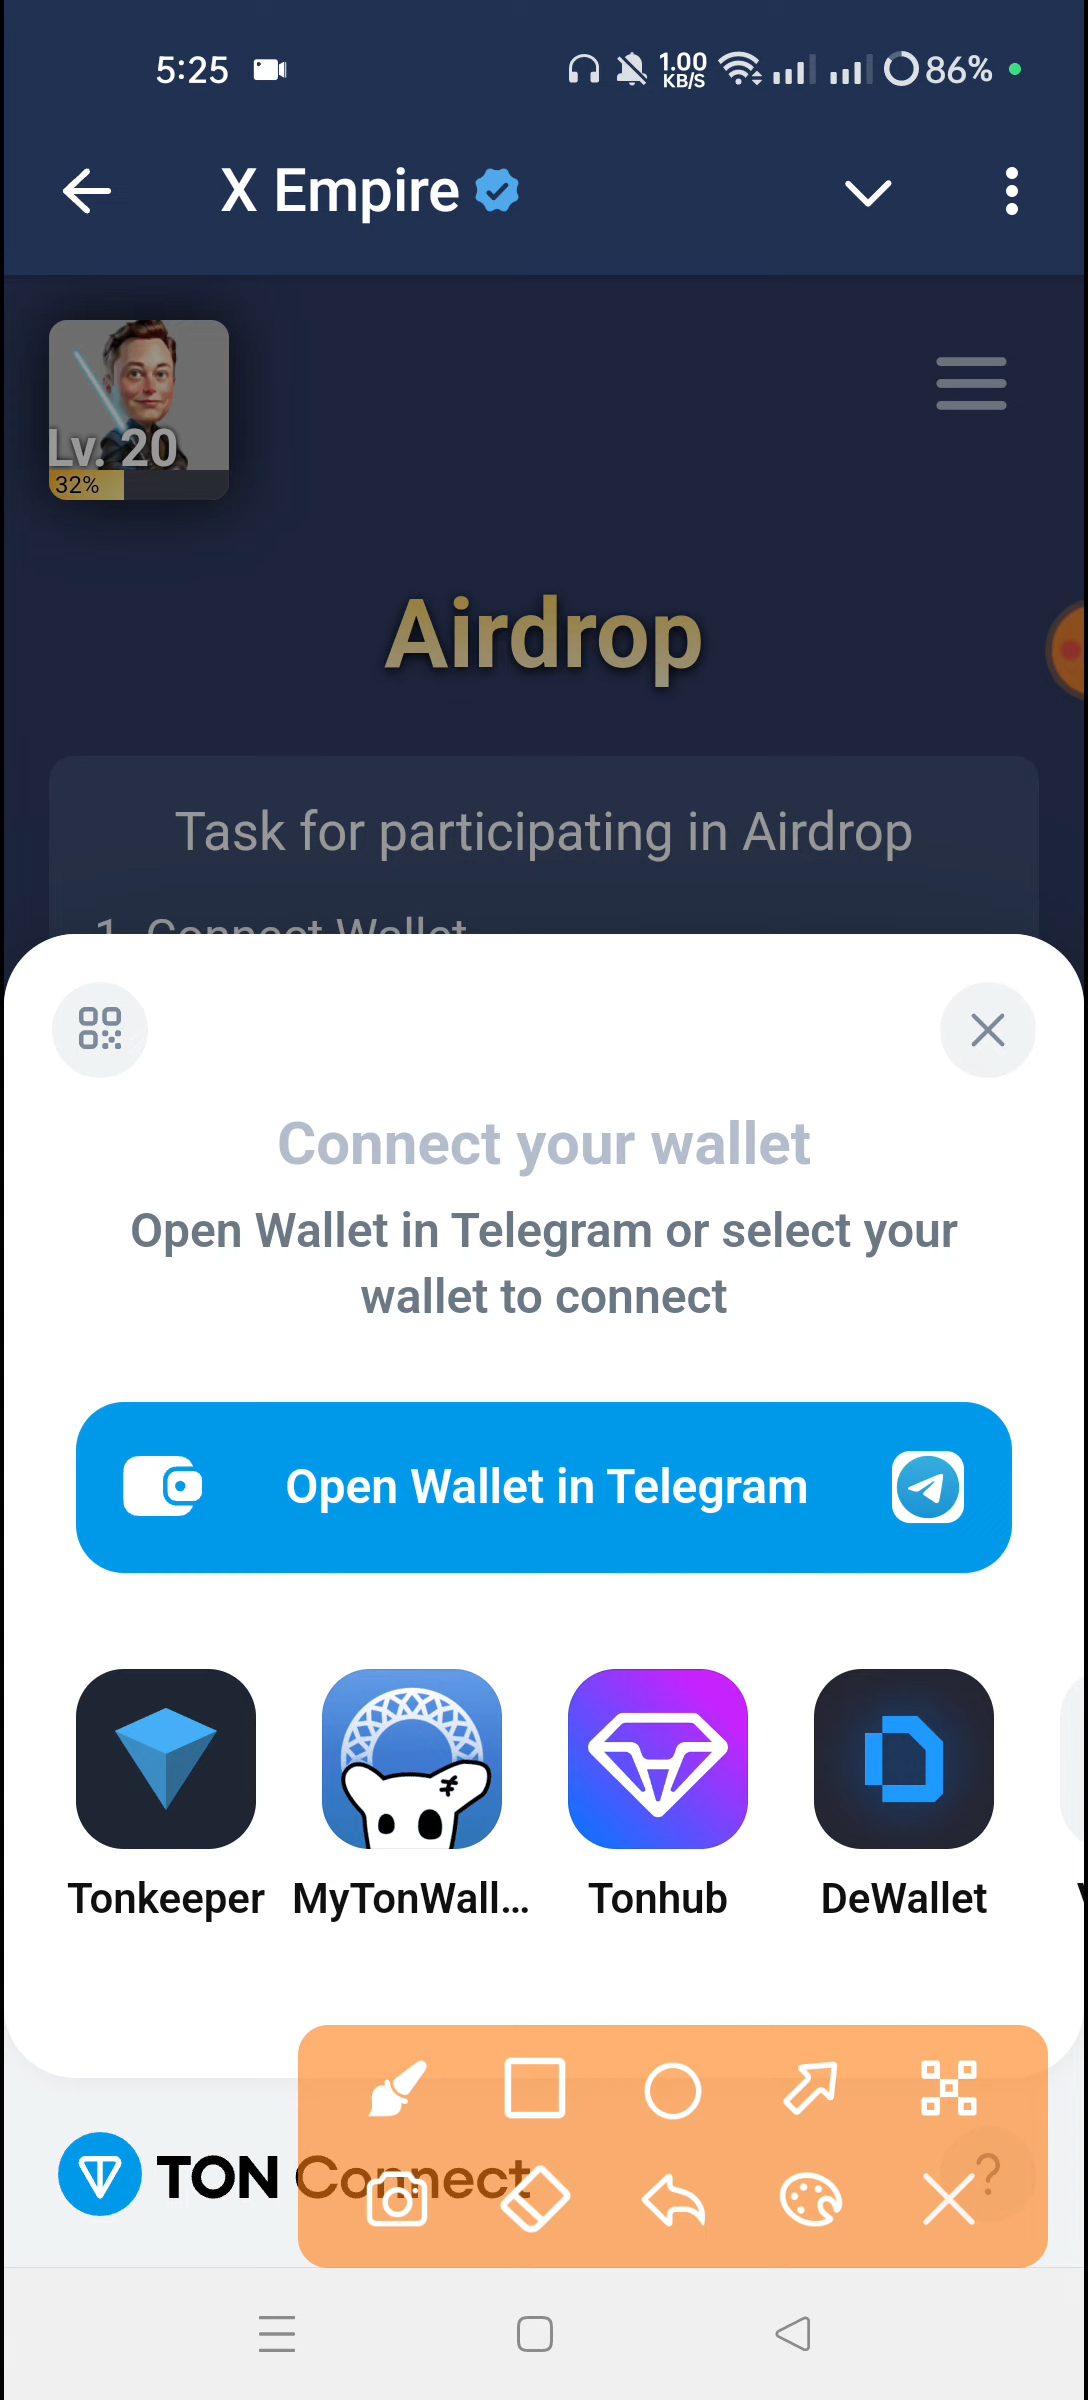 5:25
1.00
KB/S
86%
X Empire
Lv. 20
32%
Airdrop
Task for participating in Airdrop
1. Connect Wallet
Connect your wallet
Open Wallet in Telegram or select your
wallet to connect
Open Wallet in Telegram
Tonkeeper
MyTonWall...
Tonhub
DeWallet
TON Connect
?